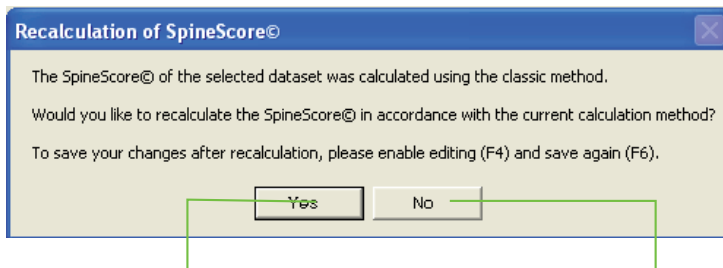 Recalculation of SpineScore©
The SpineScore© of the selected dataset was calculated using the classic method.
Would you like to recalculate the SpineScore© in accordance with the current calculation method?
To save your changes after recalculation, please enable editing (F4) and save again (F6).
Yes No